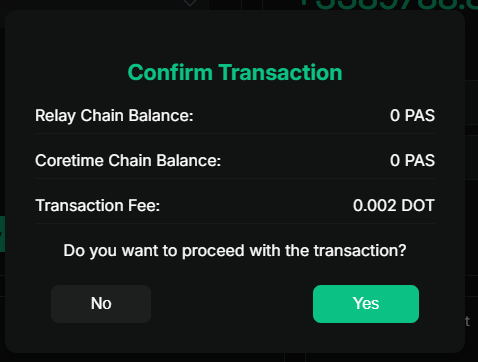 Confirm Transaction
Relay Chain Balance: 0 PAS
Coretime Chain Balance: 0 PAS
Transaction Fee: 0.002 DOT
Do you want to proceed with the transaction?
No Yes